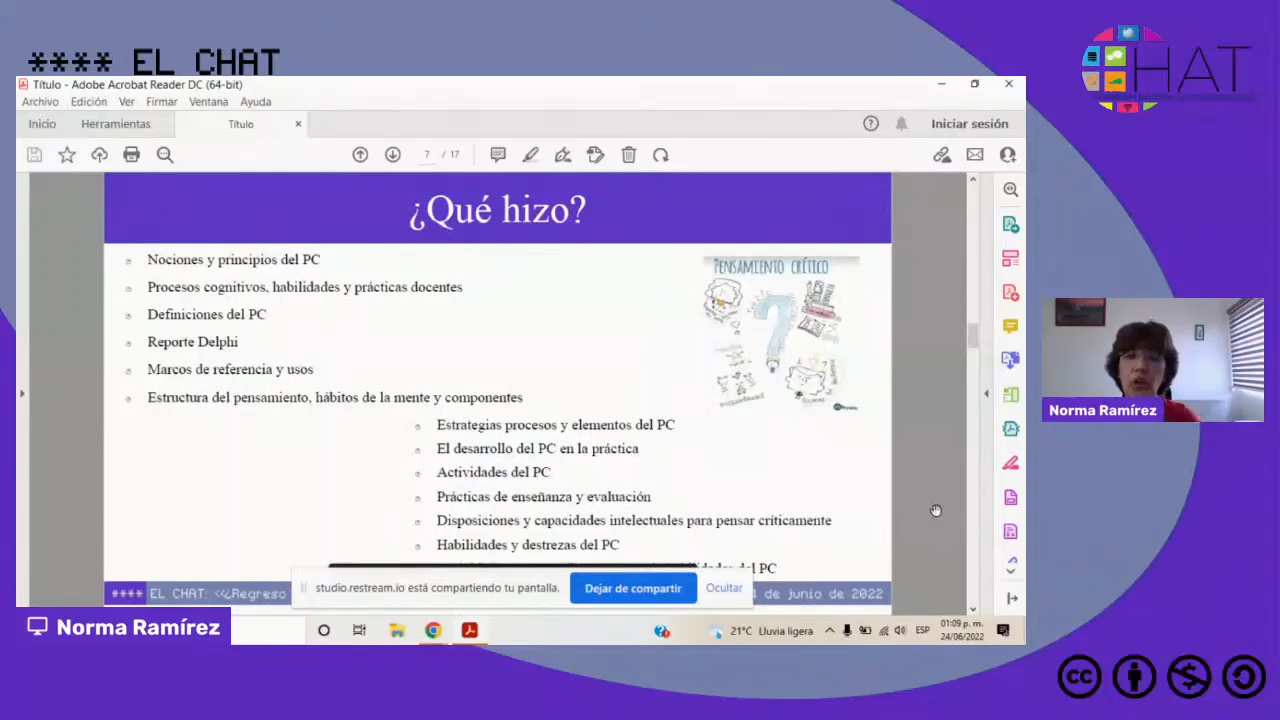 **** EL CHAT
HAT
Título - Adobe Acrobat Reader DC (64-bit)
Archivo Edición Ver Firmar Ventana Ayuda
Inicio Herramientas Título × Iniciar sesión
7 / 17
¿Qué hizo?
Nociones y principios del PC
Procesos cognitivos, habilidades y prácticas docentes
Definiciones del PC
Reporte Delphi
Marcos de referencia y usos
Estructura del pensamiento, hábitos de la mente y componentes
PENSAMIENTO CRÍTICO
Estrategias procesos y elementos del PC
El desarrollo del PC en la práctica
Actividades del PC
Prácticas de enseñanza y evaluación
Disposiciones y capacidades intelectuales para pensar críticamente
Habilidades y destrezas del PC
del PC
studio.restream.io está compartiendo tu pantalla. Dejar de compartir Ocultar
**** EL CHAT: <<¿Regreso
de junio de 2022
Norma Ramírez
Norma Ramírez
21°C Lluvia ligera ESP 01:09 p. m.
24/06/2022
cc